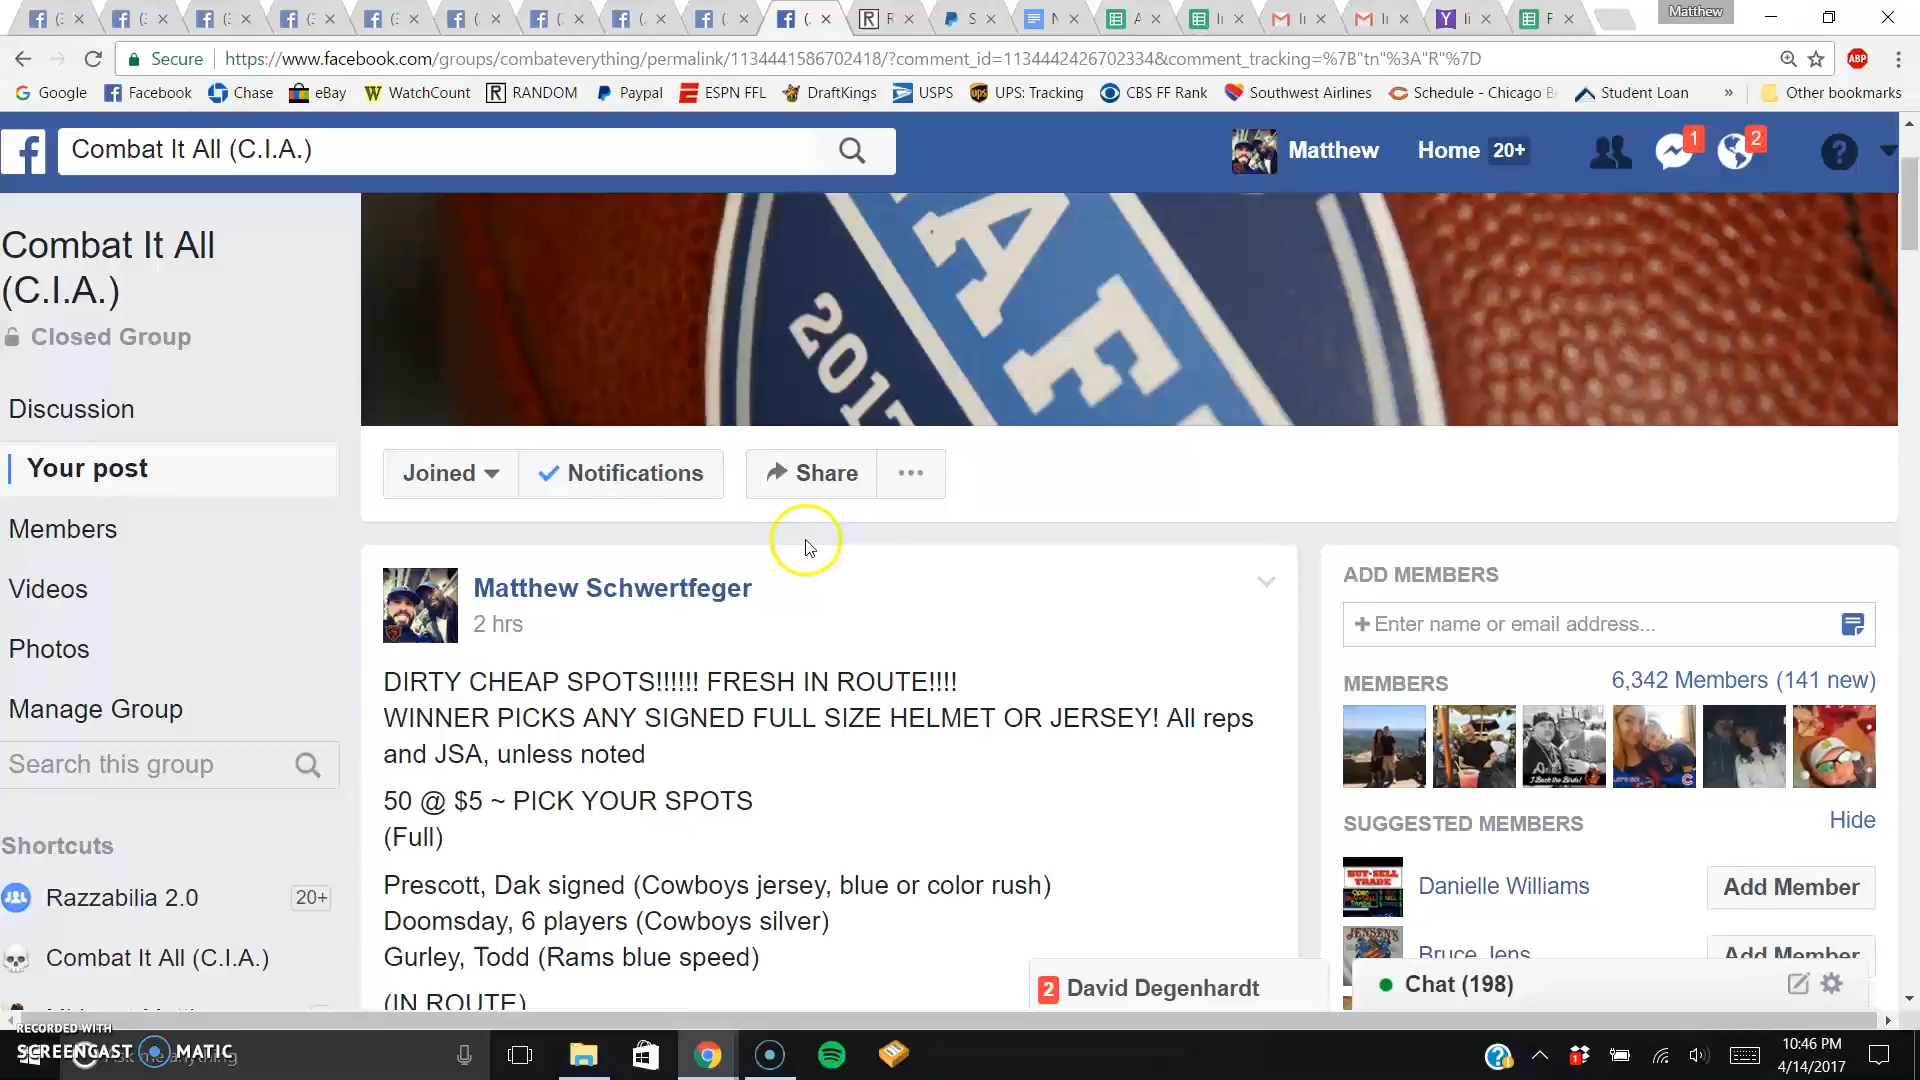 Matthew
Secure
https://www.facebook.com/groups/combateverything/permalink/1134441586702418/?comment_id=1134442426702334&comment_tracking=%7B"tn"%3A"R"%7D
Google Facebook Chase eBay WatchCount RANDOM Paypal ESPN FFL DraftKings USPS UPS: Tracking CBS FF Rank Southwest Airlines Schedule - Chicago Student Loan » Other bookmarks
Combat It All (C.I.A.)
Matthew Home 20+ 1 2
Combat It All
(C.I.A.)
Closed Group
Discussion
Your post
Members
Videos
Photos
Manage Group
Search this group
Shortcuts
Razzabilia 2.0 20+
Combat It All (C.I.A.)
Joined Notifications Share
Matthew Schwertfeger
2 hrs
DIRTY CHEAP SPOTS!!!!!! FRESH IN ROUTE!!!!
WINNER PICKS ANY SIGNED FULL SIZE HELMET OR JERSEY! All reps
and JSA, unless noted
50 @ $5 ~ PICK YOUR SPOTS
(Full)
Prescott, Dak signed (Cowboys jersey, blue or color rush)
Doomsday, 6 players (Cowboys silver)
Gurley, Todd (Rams blue speed)
(IN ROUTE)
ADD MEMBERS
+ Enter name or email address...
MEMBERS 6,342 Members (141 new)
SUGGESTED MEMBERS Hide
Danielle Williams Add Member
Bruce Jens Add Member
2 David Degenhardt
Chat (198)
RECORDED WITH
SCREENCAST MATIC
10:46 PM
4/14/2017